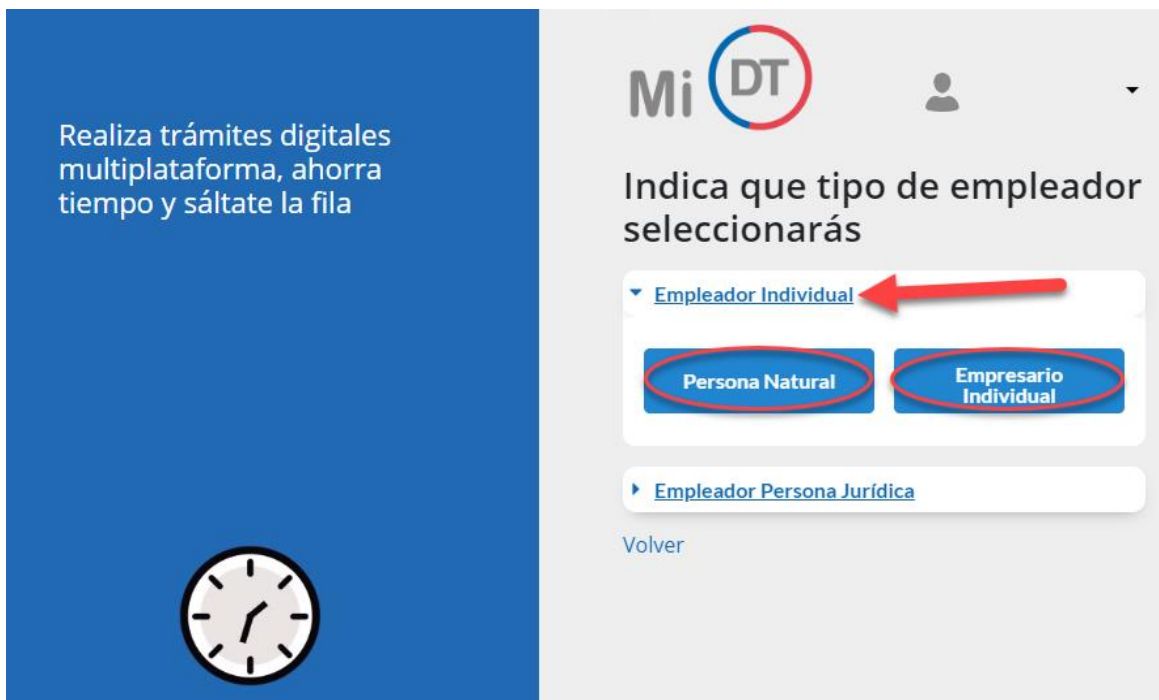 Realiza trámites digitales
multiplataforma, ahorra
tiempo y sáltate la fila
Mi DT
Indica que tipo de empleador
seleccionarás
Empleador Individual
Persona Natural
Empresario
Individual
Empleador Persona Jurídica
Volver